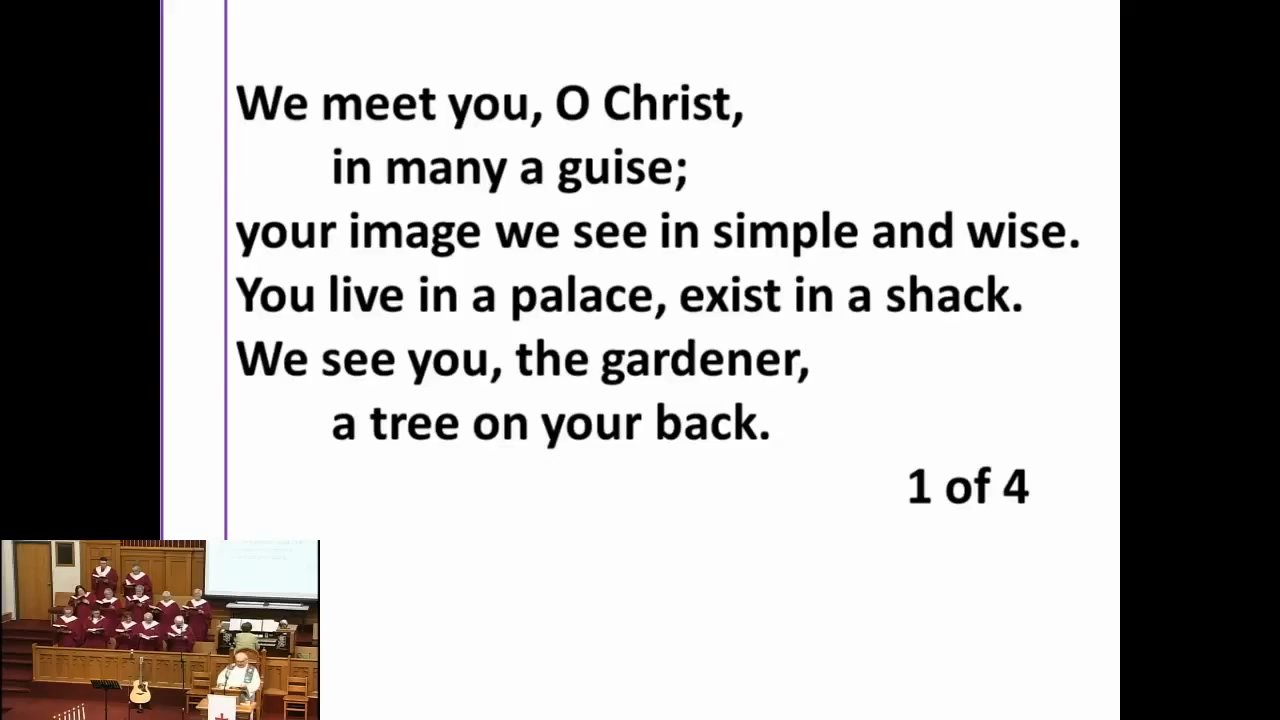 We meet you, O Christ,
in many a guise;
your image we see in simple and wise.
You live in a palace, exist in a shack.
We see you, the gardener,
a tree on your back.
1 of 4